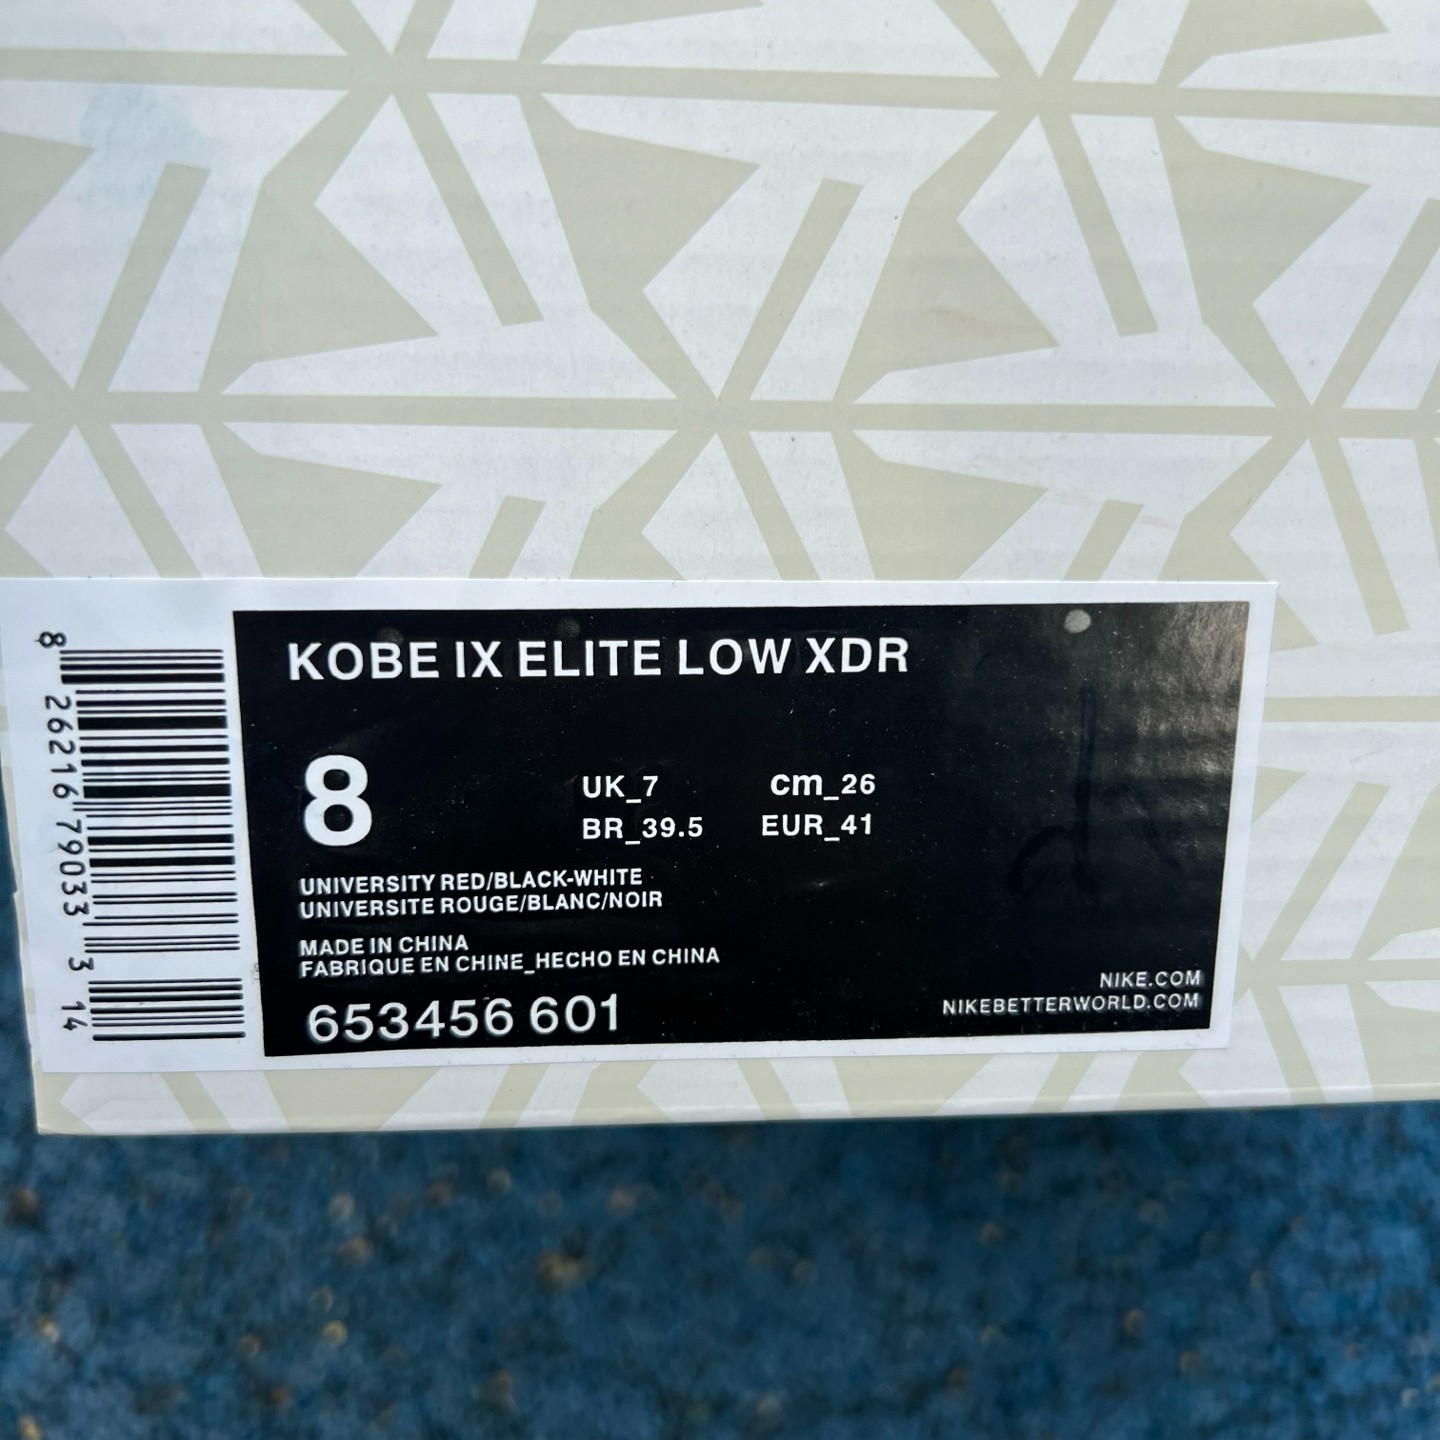 KOBE IX ELITE LOW XDR
8
UK_7 cm_26
BR_39.5 EUR_41
UNIVERSITY RED/BLACK-WHITE
UNIVERSITE ROUGE/BLANC/NOIR
MADE IN CHINA
FABRIQUE EN CHINE_HECHO EN CHINA
653456 601
NIKE.COM
NIKEBETTERWORLD.COM
8 26216 79033 3 14